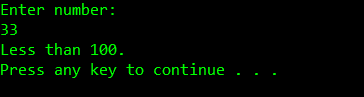 Enter number:
33
Less than 100.
Press any key to continue . . .